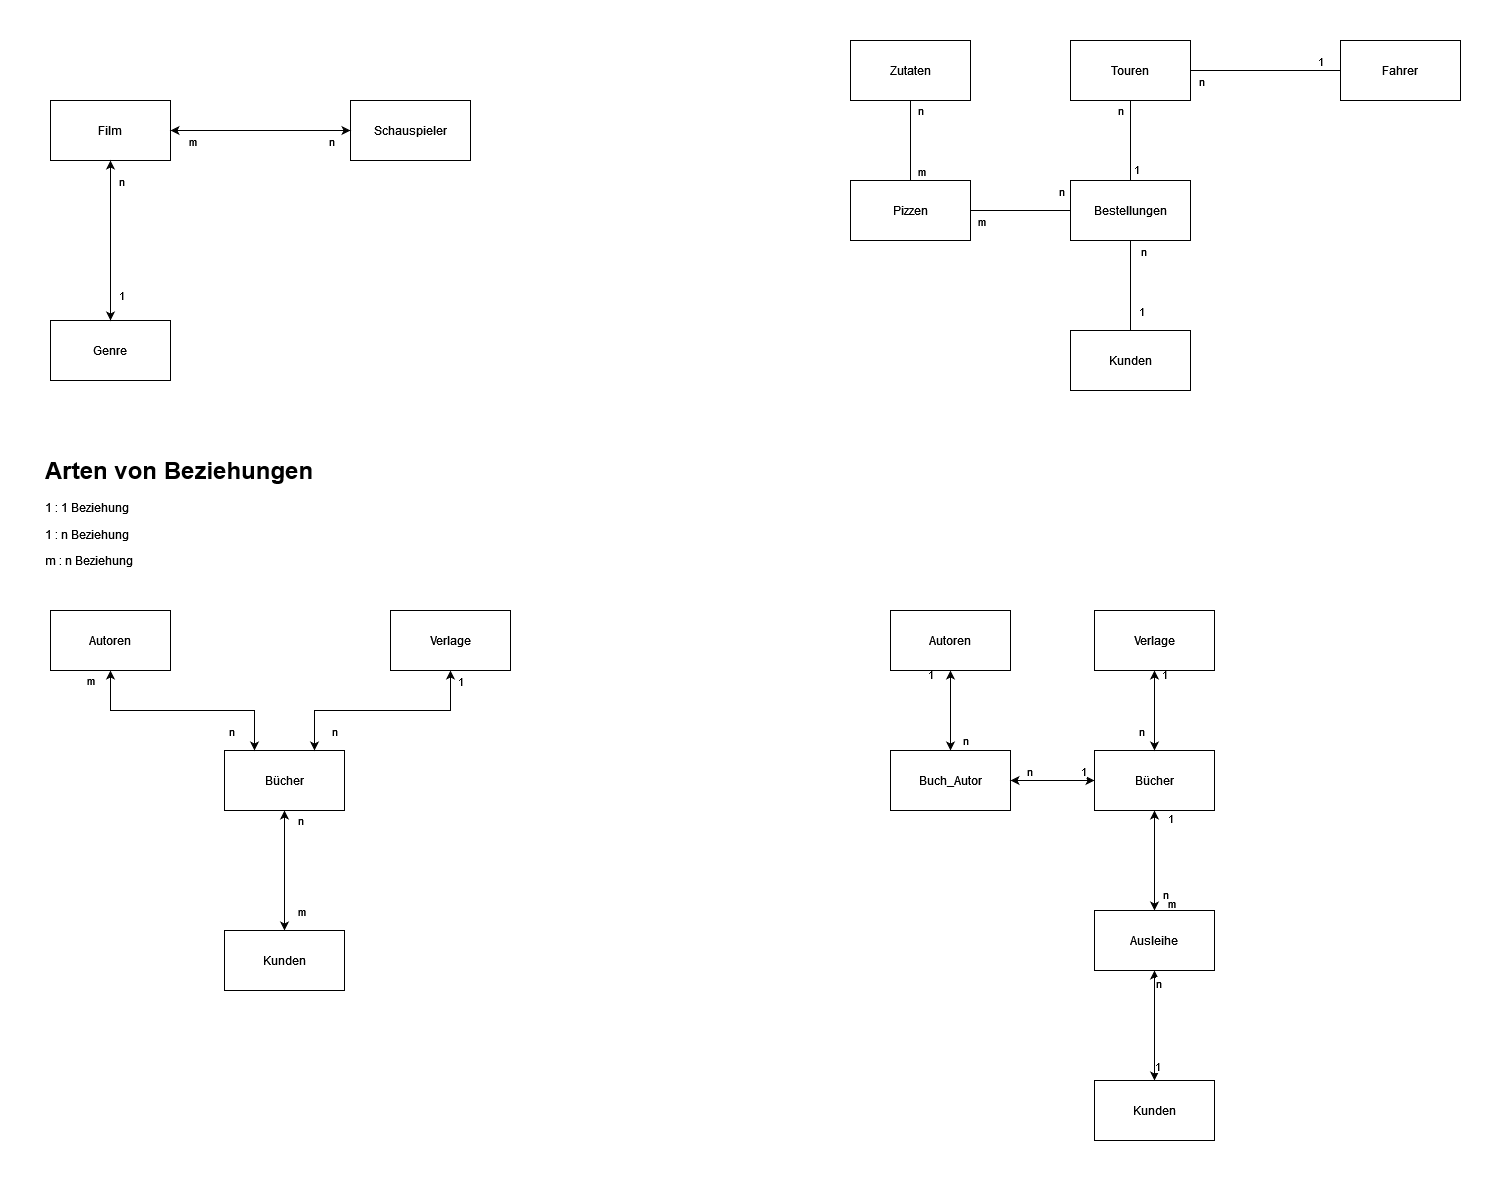 Film
m
n
Schauspieler
n
1
Genre
Zutaten
Touren
1
Fahrer
n
n
n
m
1
Pizzen
n
m
Bestellungen
n
1
Kunden
Arten von Beziehungen
1 : 1 Beziehung
1 : n Beziehung
m : n Beziehung
Autoren
Verlage
m
1
n
n
Bücher
n
m
Kunden
Autoren
Verlage
1
1
n
n
Buch_Autor
n
1
Bücher
1
n
m
Ausleihe
n
1
Kunden